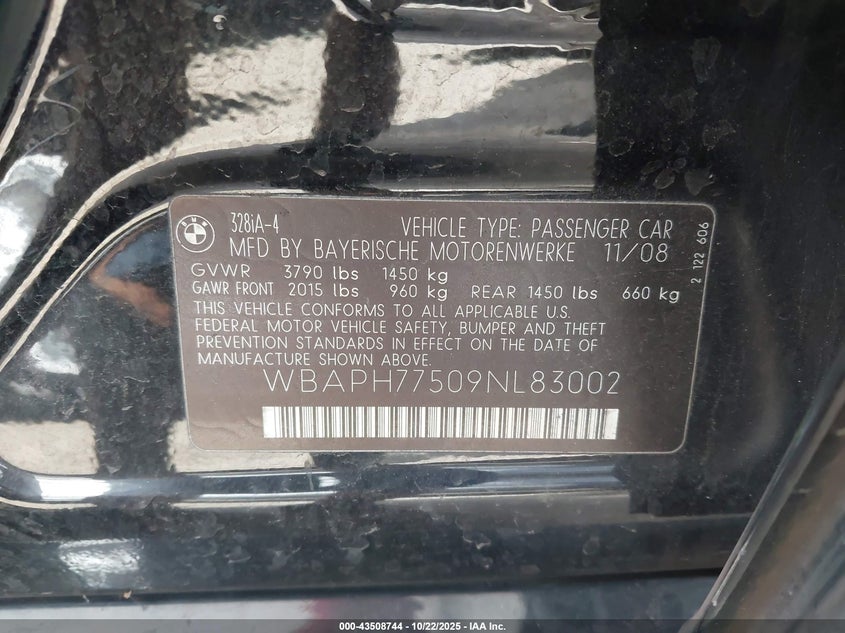 BMW
328iA-4
VEHICLE TYPE: PASSENGER CAR
MFD BY BAYERISCHE MOTORENWERKE 11/08
GVWR 3790 lbs 1450 kg
GAWR FRONT 2015 lbs 960 kg REAR 1450 lbs 660 kg
THIS VEHICLE CONFORMS TO ALL APPLICABLE U.S.
FEDERAL MOTOR VEHICLE SAFETY, BUMPER AND THEFT
PREVENTION STANDARDS IN EFFECT ON THE DATE OF
MANUFACTURE SHOWN ABOVE.
WBAPH77509NL83002
2 122 606
000-43508744 / 10/22/2025 - IAA Inc.